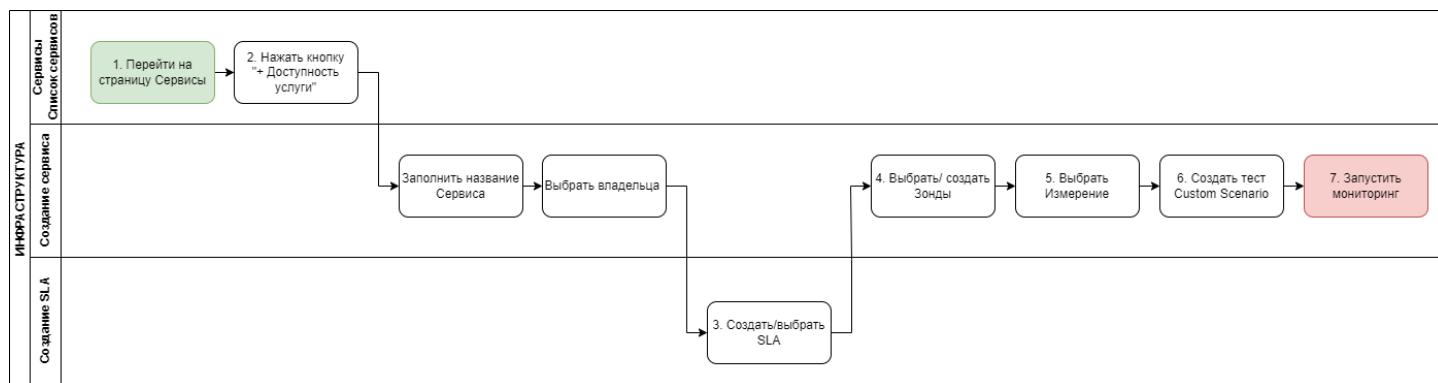 ИНФРАСТРУКТУРА
Сервисы
Список сервисов
1. Перейти на
страницу Сервисы
2. Нажать кнопку
"+ Доступность
услуги"
Создание сервиса
Заполнить название
Сервиса
Выбрать владельца
4. Выбрать/ создать
Зонды
5. Выбрать
Измерение
6. Создать тест
Custom Scenario
7. Запустить
мониторинг
Создание SLA
3. Создать/выбрать
SLA